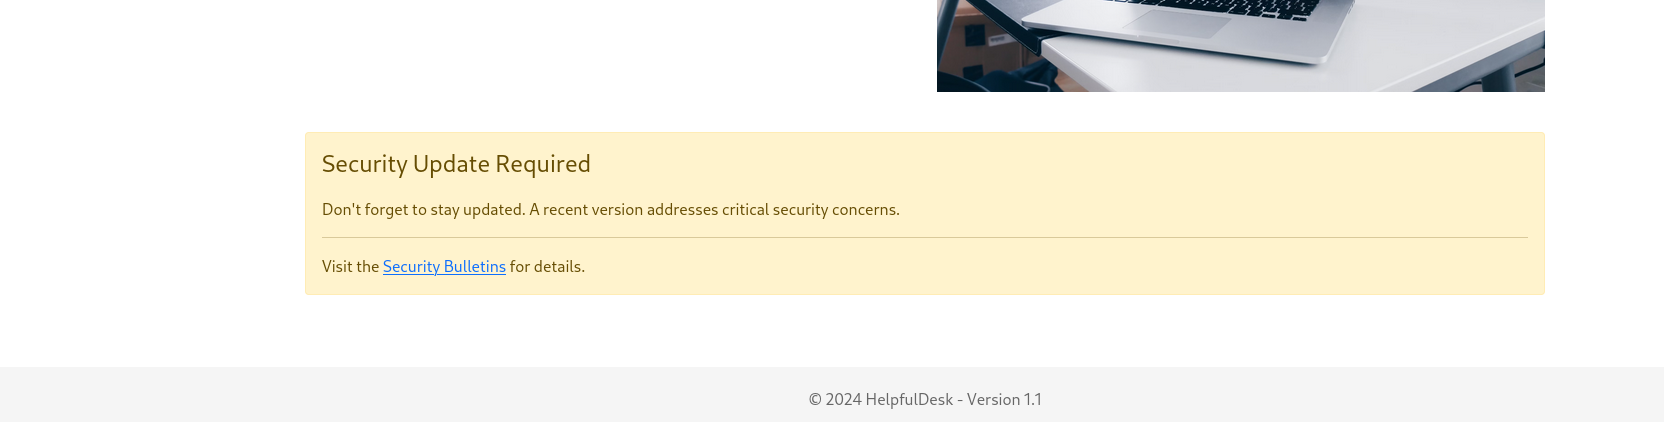 Security Update Required
Don't forget to stay updated. A recent version addresses critical security concerns.
Visit the Security Bulletins for details.
© 2024 HelpfulDesk - Version 1.1